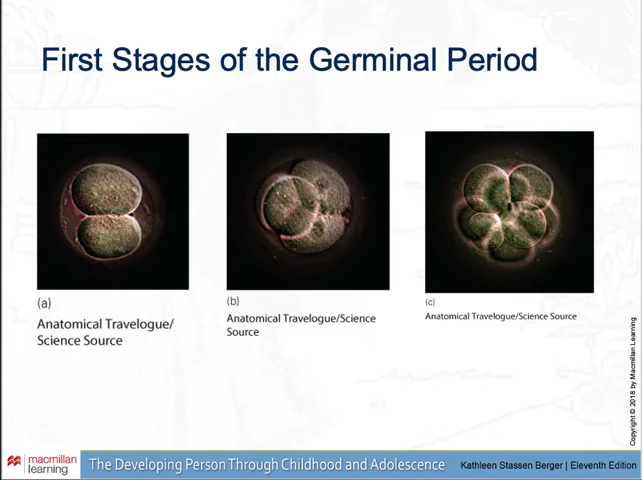 First Stages of the Germinal Period
(a)
Anatomical Travelogue/
Science Source
(b)
Anatomical Travelogue/Science
Source
(c)
Anatomical Travelogue/Science Source
Copyright © 2018 by Macmillan Learning
macmillan
learning
The Developing Person Through Childhood and Adolescence
Kathleen Stassen Berger | Eleventh Edition